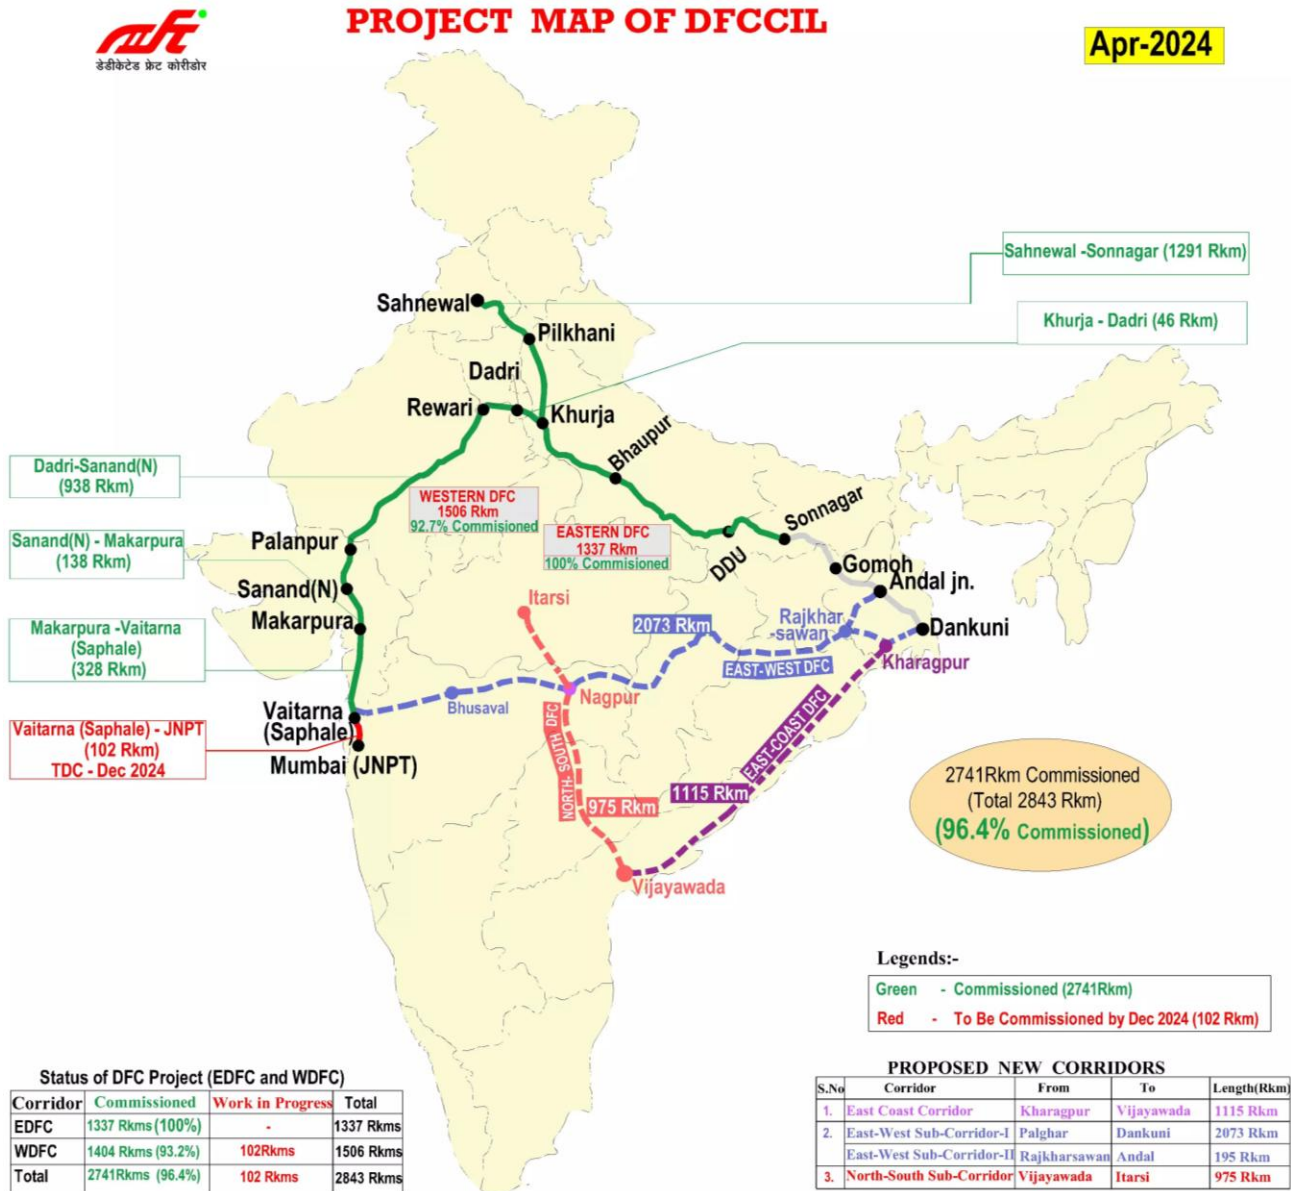 PROJECT MAP OF DFCCIL
डेडीकेटेड फ्रेट कोरीडोर
Apr-2024
Sahnewal -Sonnagar (1291 Rkm)
Khurja - Dadri (46 Rkm)
Sahnewal
Pilkhani
Dadri
Rewari
Khurja
Bhaupur
Dadri-Sanand(N)
(938 Rkm)
WESTERN DFC
1506 Rkm
92.7% Commisioned
EASTERN DFC
1337 Rkm
100% Commisioned
Sonnagar
DDU
Sanand(N) - Makarpura
(138 Rkm)
Palanpur
Gomoh
Andal jn.
Sanand(N)
Itarsi
Makarpura
2073 Rkm
Rajkhar
-sawan
Dankuni
Makarpura -Vaitarna
(Saphale)
(328 Rkm)
EAST-WEST DFC
Kharagpur
Nagpur
Bhusaval
Vaitarna
(Saphale)
Vaitarna (Saphale) - JNPT
(102 Rkm)
TDC - Dec 2024
Mumbai (JNPT)
NORTH- SOUTH DFC
EAST-COAST DFC
975 Rkm
1115 Rkm
2741Rkm Commissioned
(Total 2843 Rkm)
(96.4% Commissioned)
Vijayawada
Legends:-
Green - Commissioned (2741Rkm)
Red - To Be Commissioned by Dec 2024 (102 Rkm)
Status of DFC Project (EDFC and WDFC)
Corridor Commissioned Work in Progress Total
EDFC 1337 Rkms (100%) - 1337 Rkms
WDFC 1404 Rkms (93.2%) 102Rkms 1506 Rkms
Total 2741Rkms (96.4%) 102 Rkms 2843 Rkms
PROPOSED NEW CORRIDORS
S.No Corridor From To Length(Rkm)
1. East Coast Corridor Kharagpur Vijayawada 1115 Rkm
2. East-West Sub-Corridor-I Palghar Dankuni 2073 Rkm
East-West Sub-Corridor-II Rajkharsawan Andal 195 Rkm
3. North-South Sub-Corridor Vijayawada Itarsi 975 Rkm